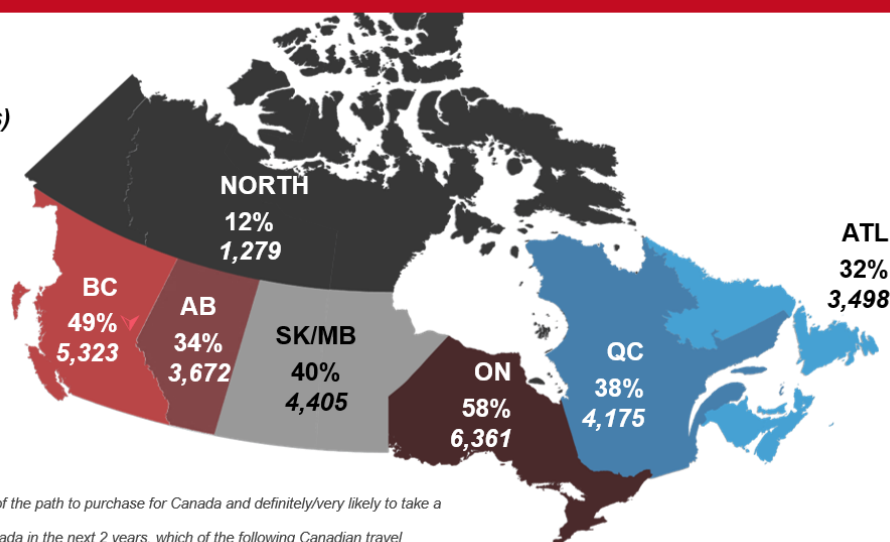 NORTH
12%
1,279
ATL
32%
3,498
BC
49%
5,323
AB
34%
3,672
SK/MB
40%
4,405
QC
38%
4,175
ON
58%
6,361
of the path to purchase for Canada and definitely/very likely to take a
ada in the next 2 years, which of the following Canadian travel